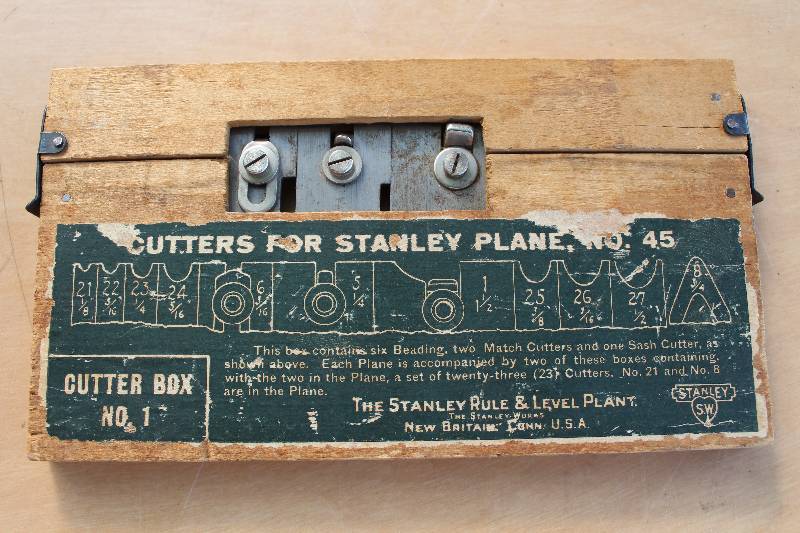 CUTTERS FOR STANLEY PLANE, NO. 45
21 22 23 24 6 5 1 25 26 27 8
1/8 3/16 1/4 5/16 3/16 1/4 1 1/2 3/8 7/16 1/2 3/4
This box contains six Beading, two Match Cutters and one Sash Cutter, as
shown above. Each Plane is accompanied by two of these boxes containing,
with the two in the Plane, a set of twenty-three (23) Cutters. No. 21 and No. 8
are in the Plane.
CUTTER BOX
NO. 1
THE STANLEY RULE & LEVEL PLANT.
THE STANLEY WORKS
NEW BRITAIN, CONN. U.S.A.
STANLEY
S.W.